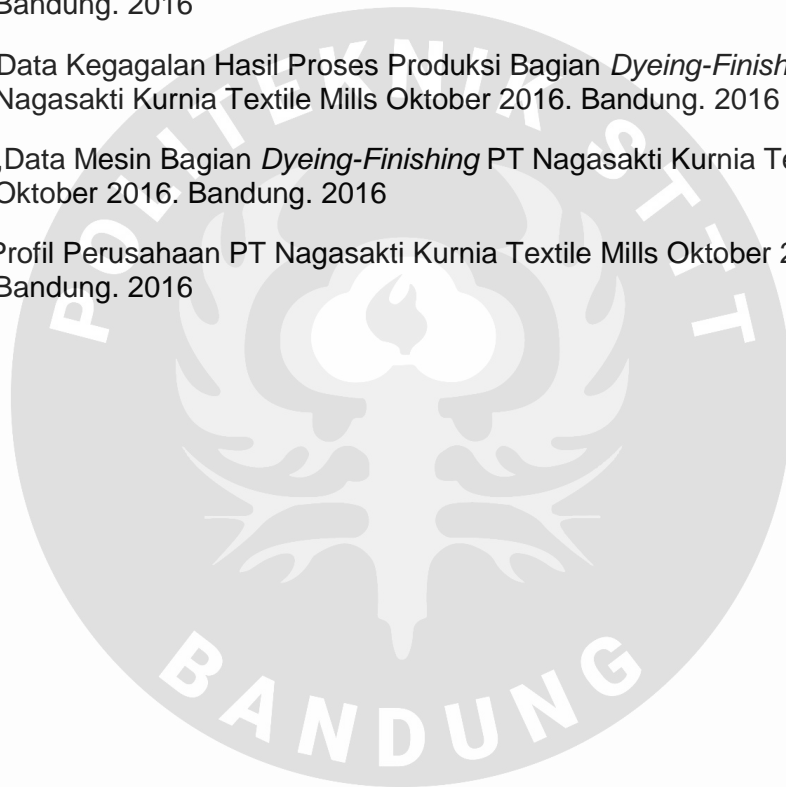 Bandung. 2016
Data Kegagalan Hasil Proses Produksi Bagian Dyeing-Finish
Nagasakti Kurnia Textile Mills Oktober 2016. Bandung. 2016
,Data Mesin Bagian Dyeing-Finishing PT Nagasakti Kurnia Te
Oktober 2016. Bandung. 2016
Profil Perusahaan PT Nagasakti Kurnia Textile Mills Oktober 2
Bandung. 2016
POLITEKNIK STTT
BANDUNG